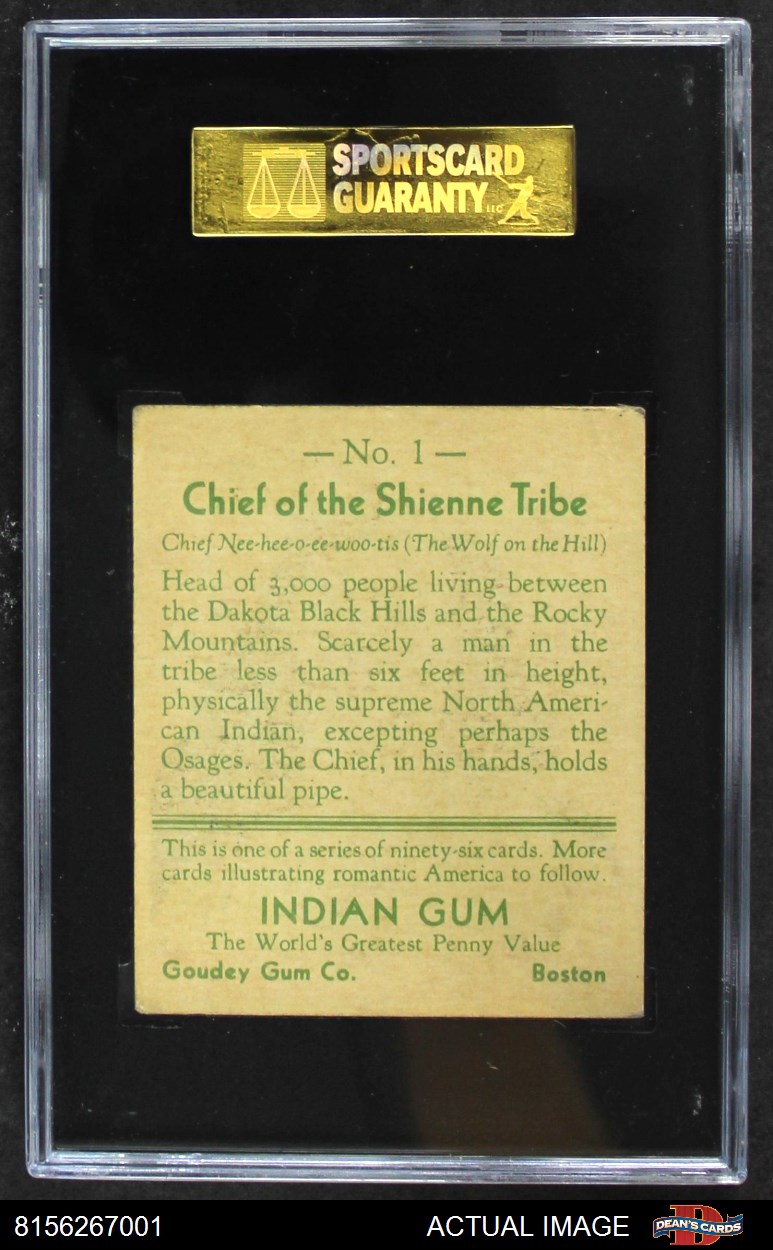 SPORTSCARD
GUARANTY LLC
— No. 1 —
Chief of the Shienne Tribe
Chief Nee-hee-o-ee-woo-tis (The Wolf on the Hill)
Head of 3,000 people living between
the Dakota Black Hills and the Rocky
Mountains. Scarcely a man in the
tribe less than six feet in height,
physically the supreme North Ameri-
can Indian, excepting perhaps the
Osages. The Chief, in his hands, holds
a beautiful pipe.
This is one of a series of ninety-six cards. More
cards illustrating romantic America to follow.
INDIAN GUM
The World's Greatest Penny Value
Goudey Gum Co. Boston
8156267001 ACTUAL IMAGE DEAN'S CARDS